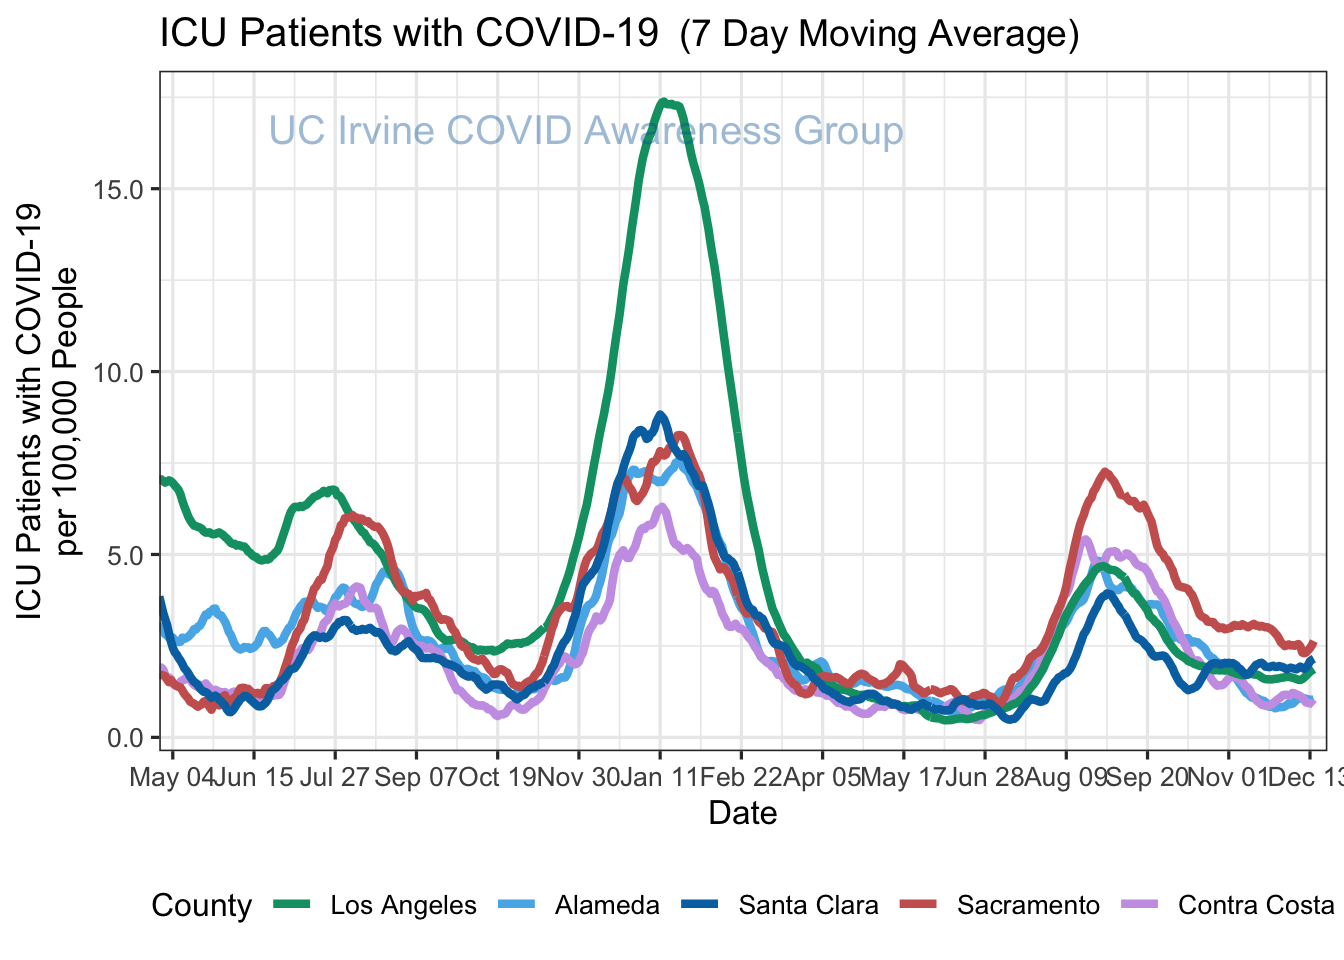 ICU Patients with COVID-19 (7 Day Moving Average)
UC Irvine COVID Awareness Group
ICU Patients with COVID-19
per 100,000 People
15.0
10.0
5.0
0.0
May 04 Jun 15 Jul 27 Sep 07 Oct 19 Nov 30 Jan 11 Feb 22 Apr 05 May 17 Jun 28 Aug 09 Sep 20 Nov 01 Dec 13
Date
County Los Angeles Alameda Santa Clara Sacramento Contra Costa